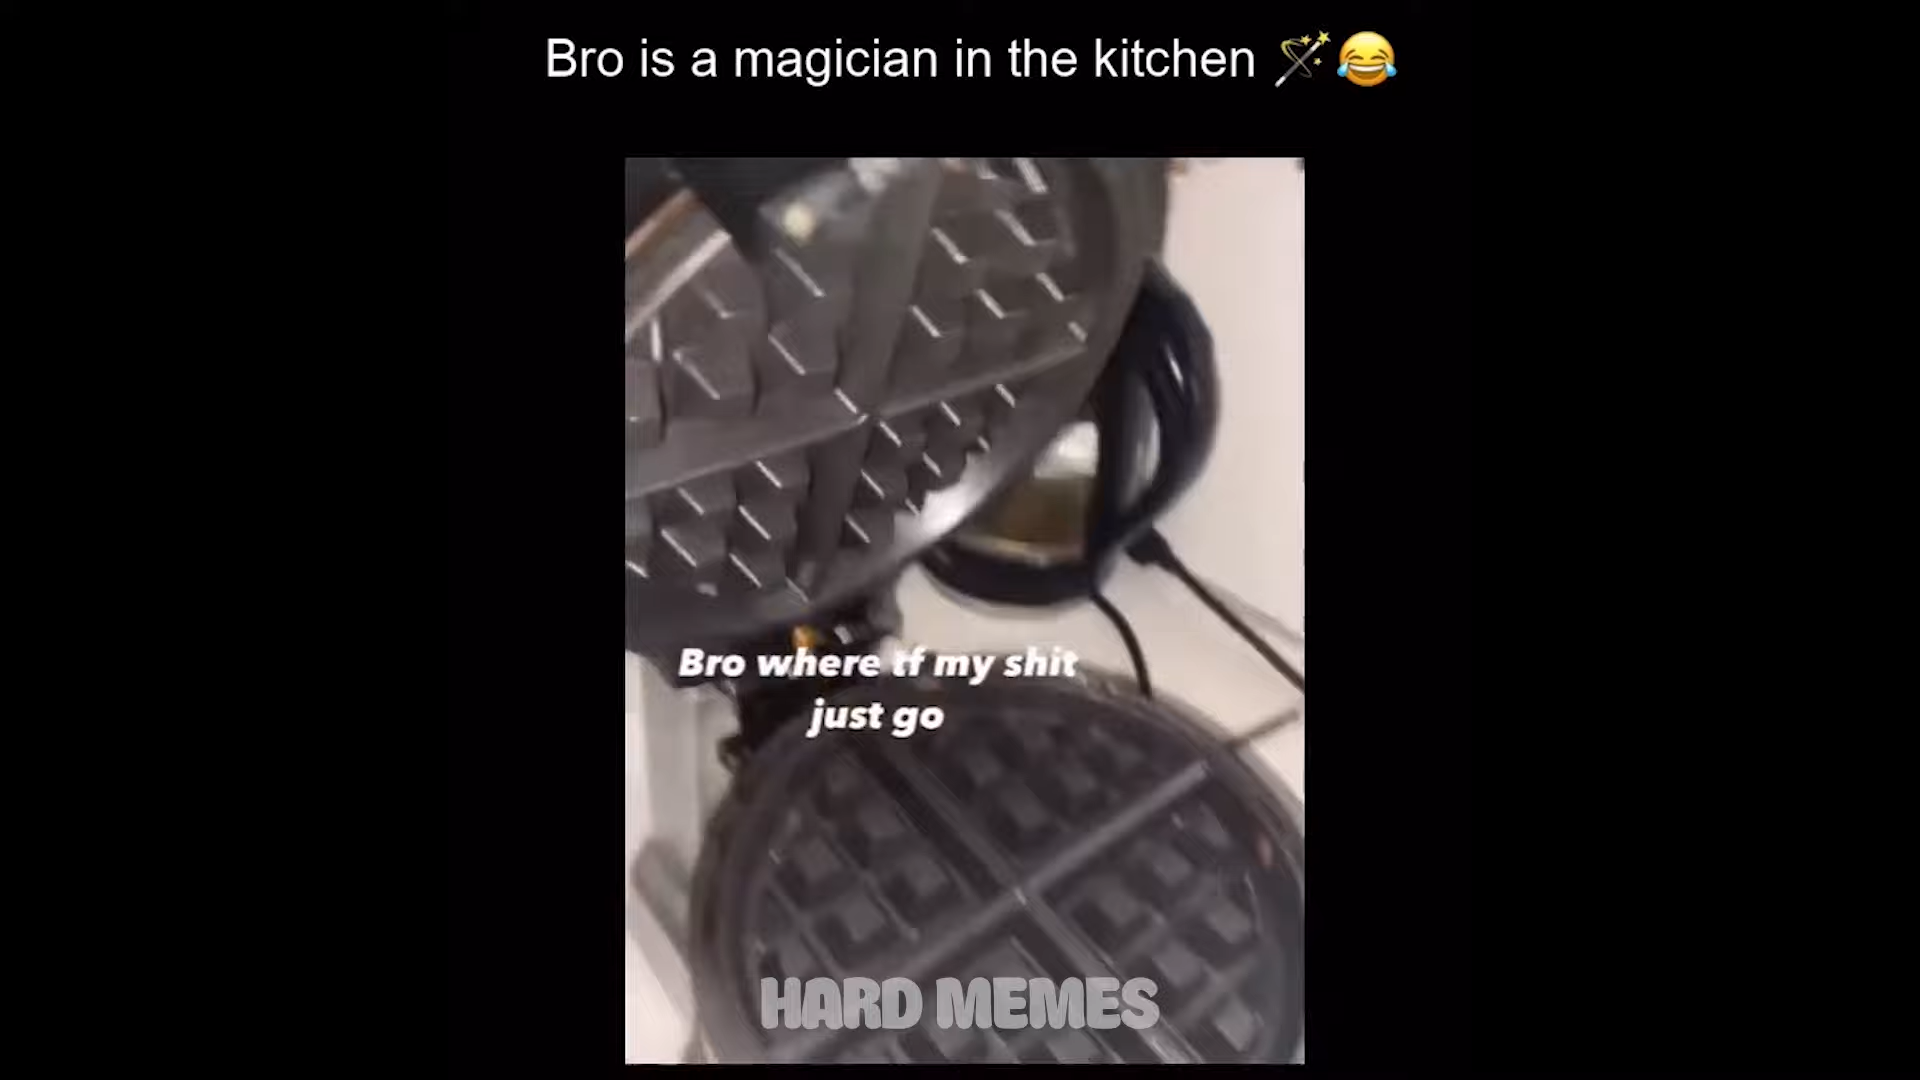 Bro is a magician in the kitchen 🪄😂
Bro where tf my shit
just go
HARD MEMES